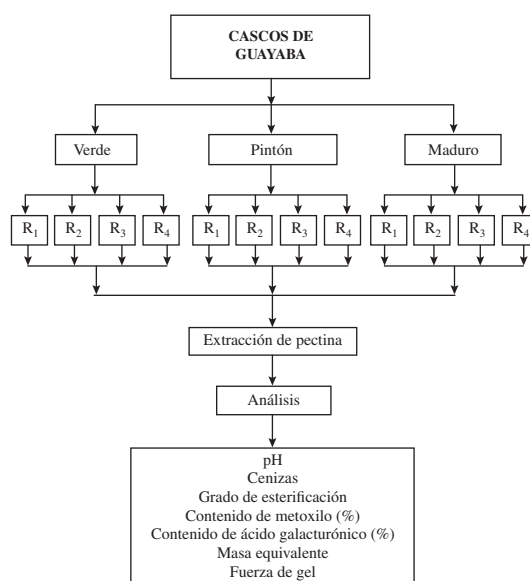 CASCOS DE
GUAYABA
Verde Pintón Maduro
R₁ R₂ R₃ R₄ R₁ R₂ R₃ R₄ R₁ R₂ R₃ R₄
Extracción de pectina
Análisis
pH
Cenizas
Grado de esterificación
Contenido de metoxilo (%)
Contenido de ácido galacturónico (%)
Masa equivalente
Fuerza de gel